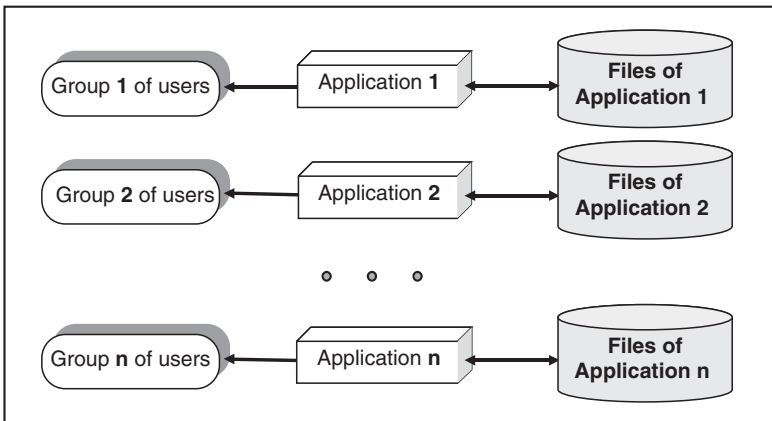 Group 1 of users
Application 1
Files of
Application 1
Group 2 of users
Application 2
Files of
Application 2
Group n of users
Application n
Files of
Application n